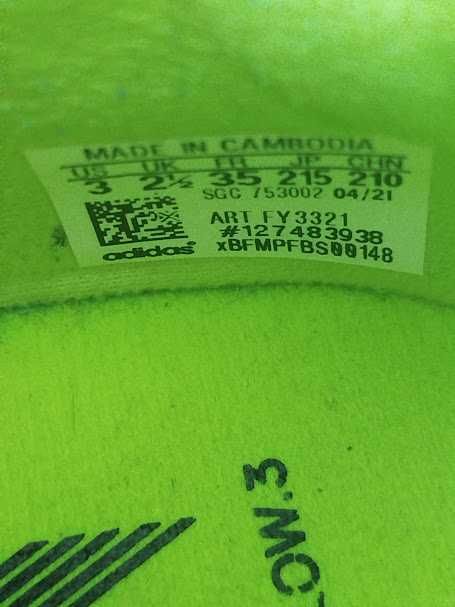 MADE IN CAMBODIA
US UK FR JP CHN
3 2½ 35 215 210
SGC 753002 04/21
ART FY3321
#127483938
xBFMPFBS00148
adidas
MO.3